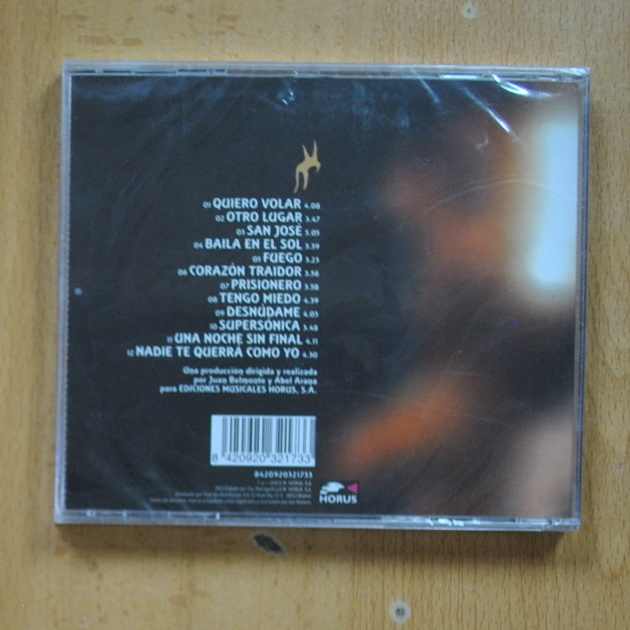 01 QUIERO VOLAR 4.08
02 OTRO LUGAR 3.47
03 SAN JOSÉ 5.05
04 BAILA EN EL SOL 3.39
05 FUEGO 3.23
06 CORAZÓN TRAIDOR 3.56
07 PRISIONERO 3.58
08 TENGO MIEDO 4.39
09 DESNÚDAME 4.03
10 SUPERSÓNICA 3.48
11 UNA NOCHE SIN FINAL 4.11
12 NADIE TE QUERRÁ COMO YO 4.30
Una producción dirigida y realizada
por Juan Belmonte y Abel Arana
para EDICIONES MUSICALES HORUS, S.A.
8 420920 321733
8420920321733
HORUS